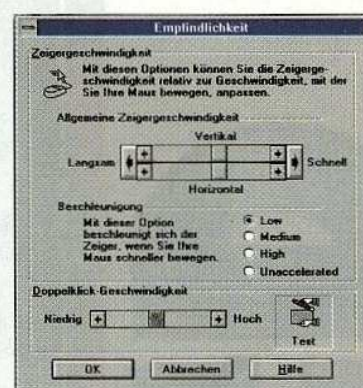 Empfindlichkeit
Zeigergeschwindigkeit
Mit diesen Optionen können Sie die Zeigerge-
schwindigkeit relativ zur Geschwindigkeit, mit der
Sie Ihre Maus bewegen, anpassen.
Allgemeine Zeigergeschwindigkeit
Vertikal
Langsam
Schnell
Horizontal
Beschleunigung
Mit dieser Option
beschleunigt sich der
Zeiger, wenn Sie Ihre
Maus schneller bewegen.
Low
Medium
High
Unaccelerated
Doppelklick-Geschwindigkeit
Niedrig
Hoch
Test
OK
Abbrechen
Hilfe